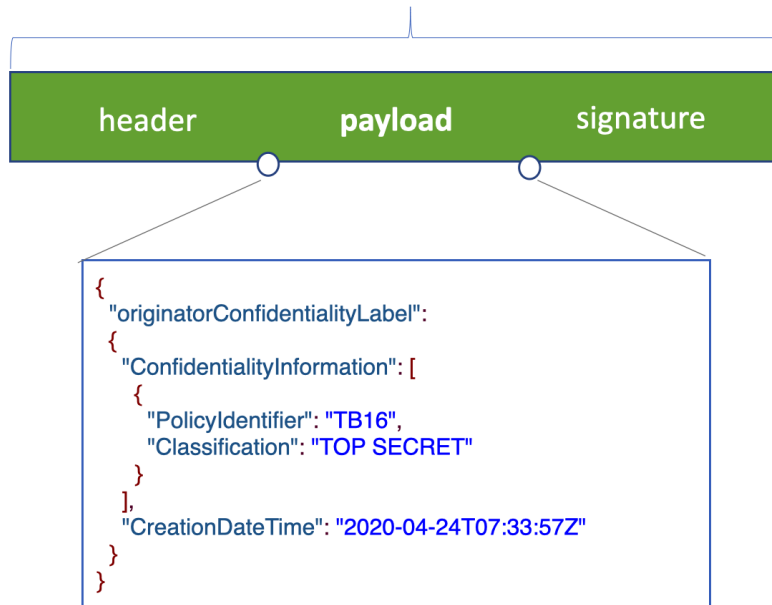 header payload signature
{
"originatorConfidentialityLabel":
{
"ConfidentialityInformation": [
{
"PolicyIdentifier": "TB16",
"Classification": "TOP SECRET"
}
],
"CreationDateTime": "2020-04-24T07:33:57Z"
}
}